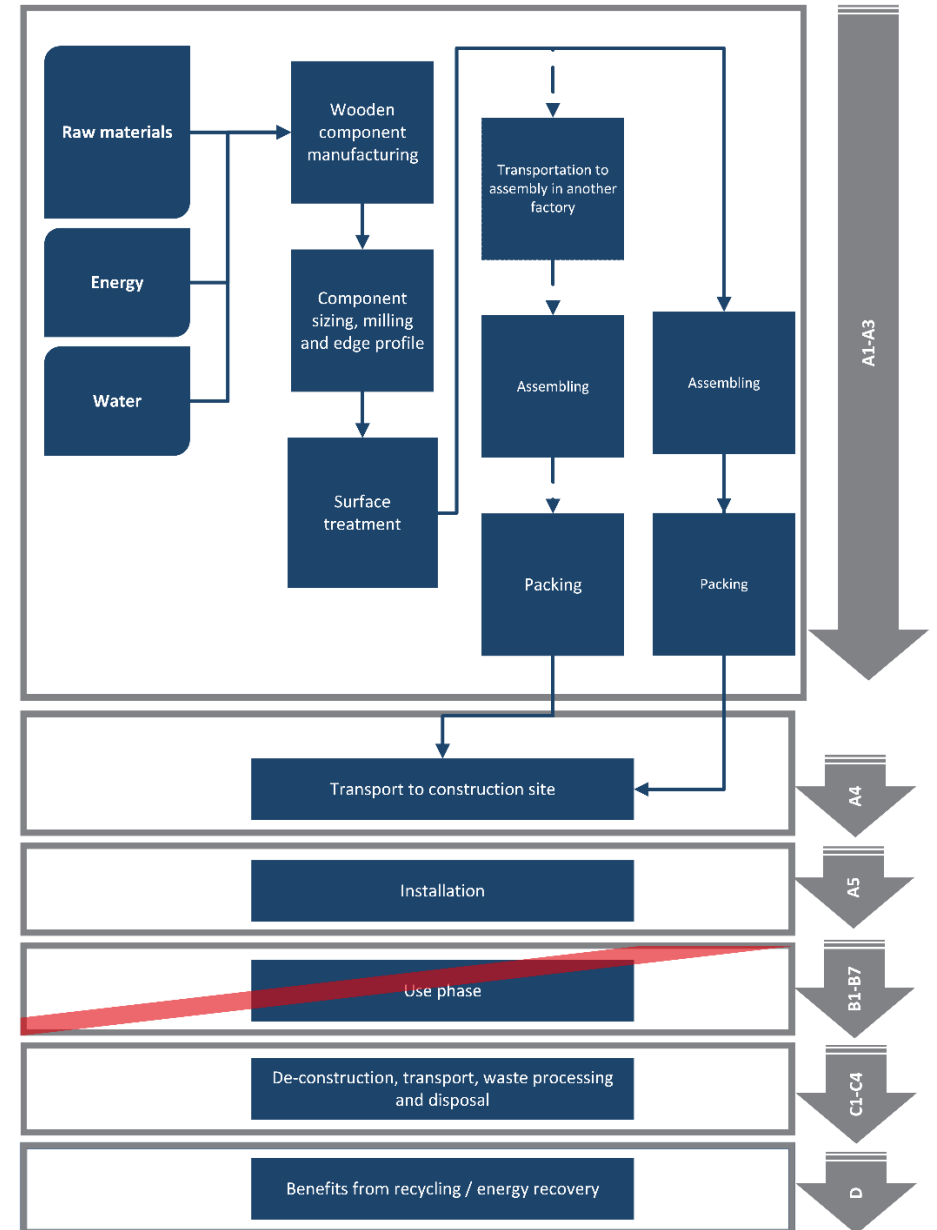 Raw materials
Energy
Water
Wooden
component
manufacturing
Component
sizing, milling
and edge profile
Surface
treatment
Transportation to
assembly in another
factory
Assembling
Packing
Assembling
Packing
A1-A3
Transport to construction site
A4
Installation
A5
Use phase
B1-B7
De-construction, transport, waste processing
and disposal
C1-C4
Benefits from recycling / energy recovery
D